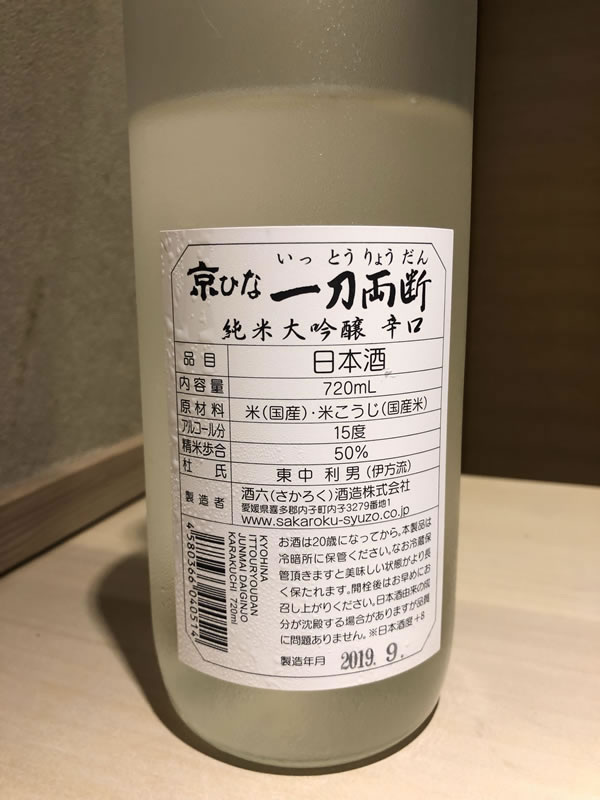 いっとうりょうだん
京ひな 一刀両断
純米大吟醸 辛口
品目 日本酒
内容量 720mL
原材料 米(国産)・米こうじ(国産米)
アルコール分 15度
精米歩合 50%
杜氏 東中 利男(伊方流)
製造者 酒六(さかろく)酒造株式会社
愛媛県喜多郡内子町内子3279番地1
www.sakaroku-syuzo.co.jp
4580366040514
KYOHINA
ITTOURYOUDAN
JUNMAI DAIGINJO
KARAKUCHI 720ml
お酒は20歳になってから。本製品は
冷暗所に保管ください。なお冷蔵保
管頂きますと美味しい状態がより長
く保たれます。開栓後はお早めにお
召し上がりください。日本酒由来の成
分が沈殿する場合がありますが品質
に問題ありません。※日本酒度+8
製造年月 2019. 9.